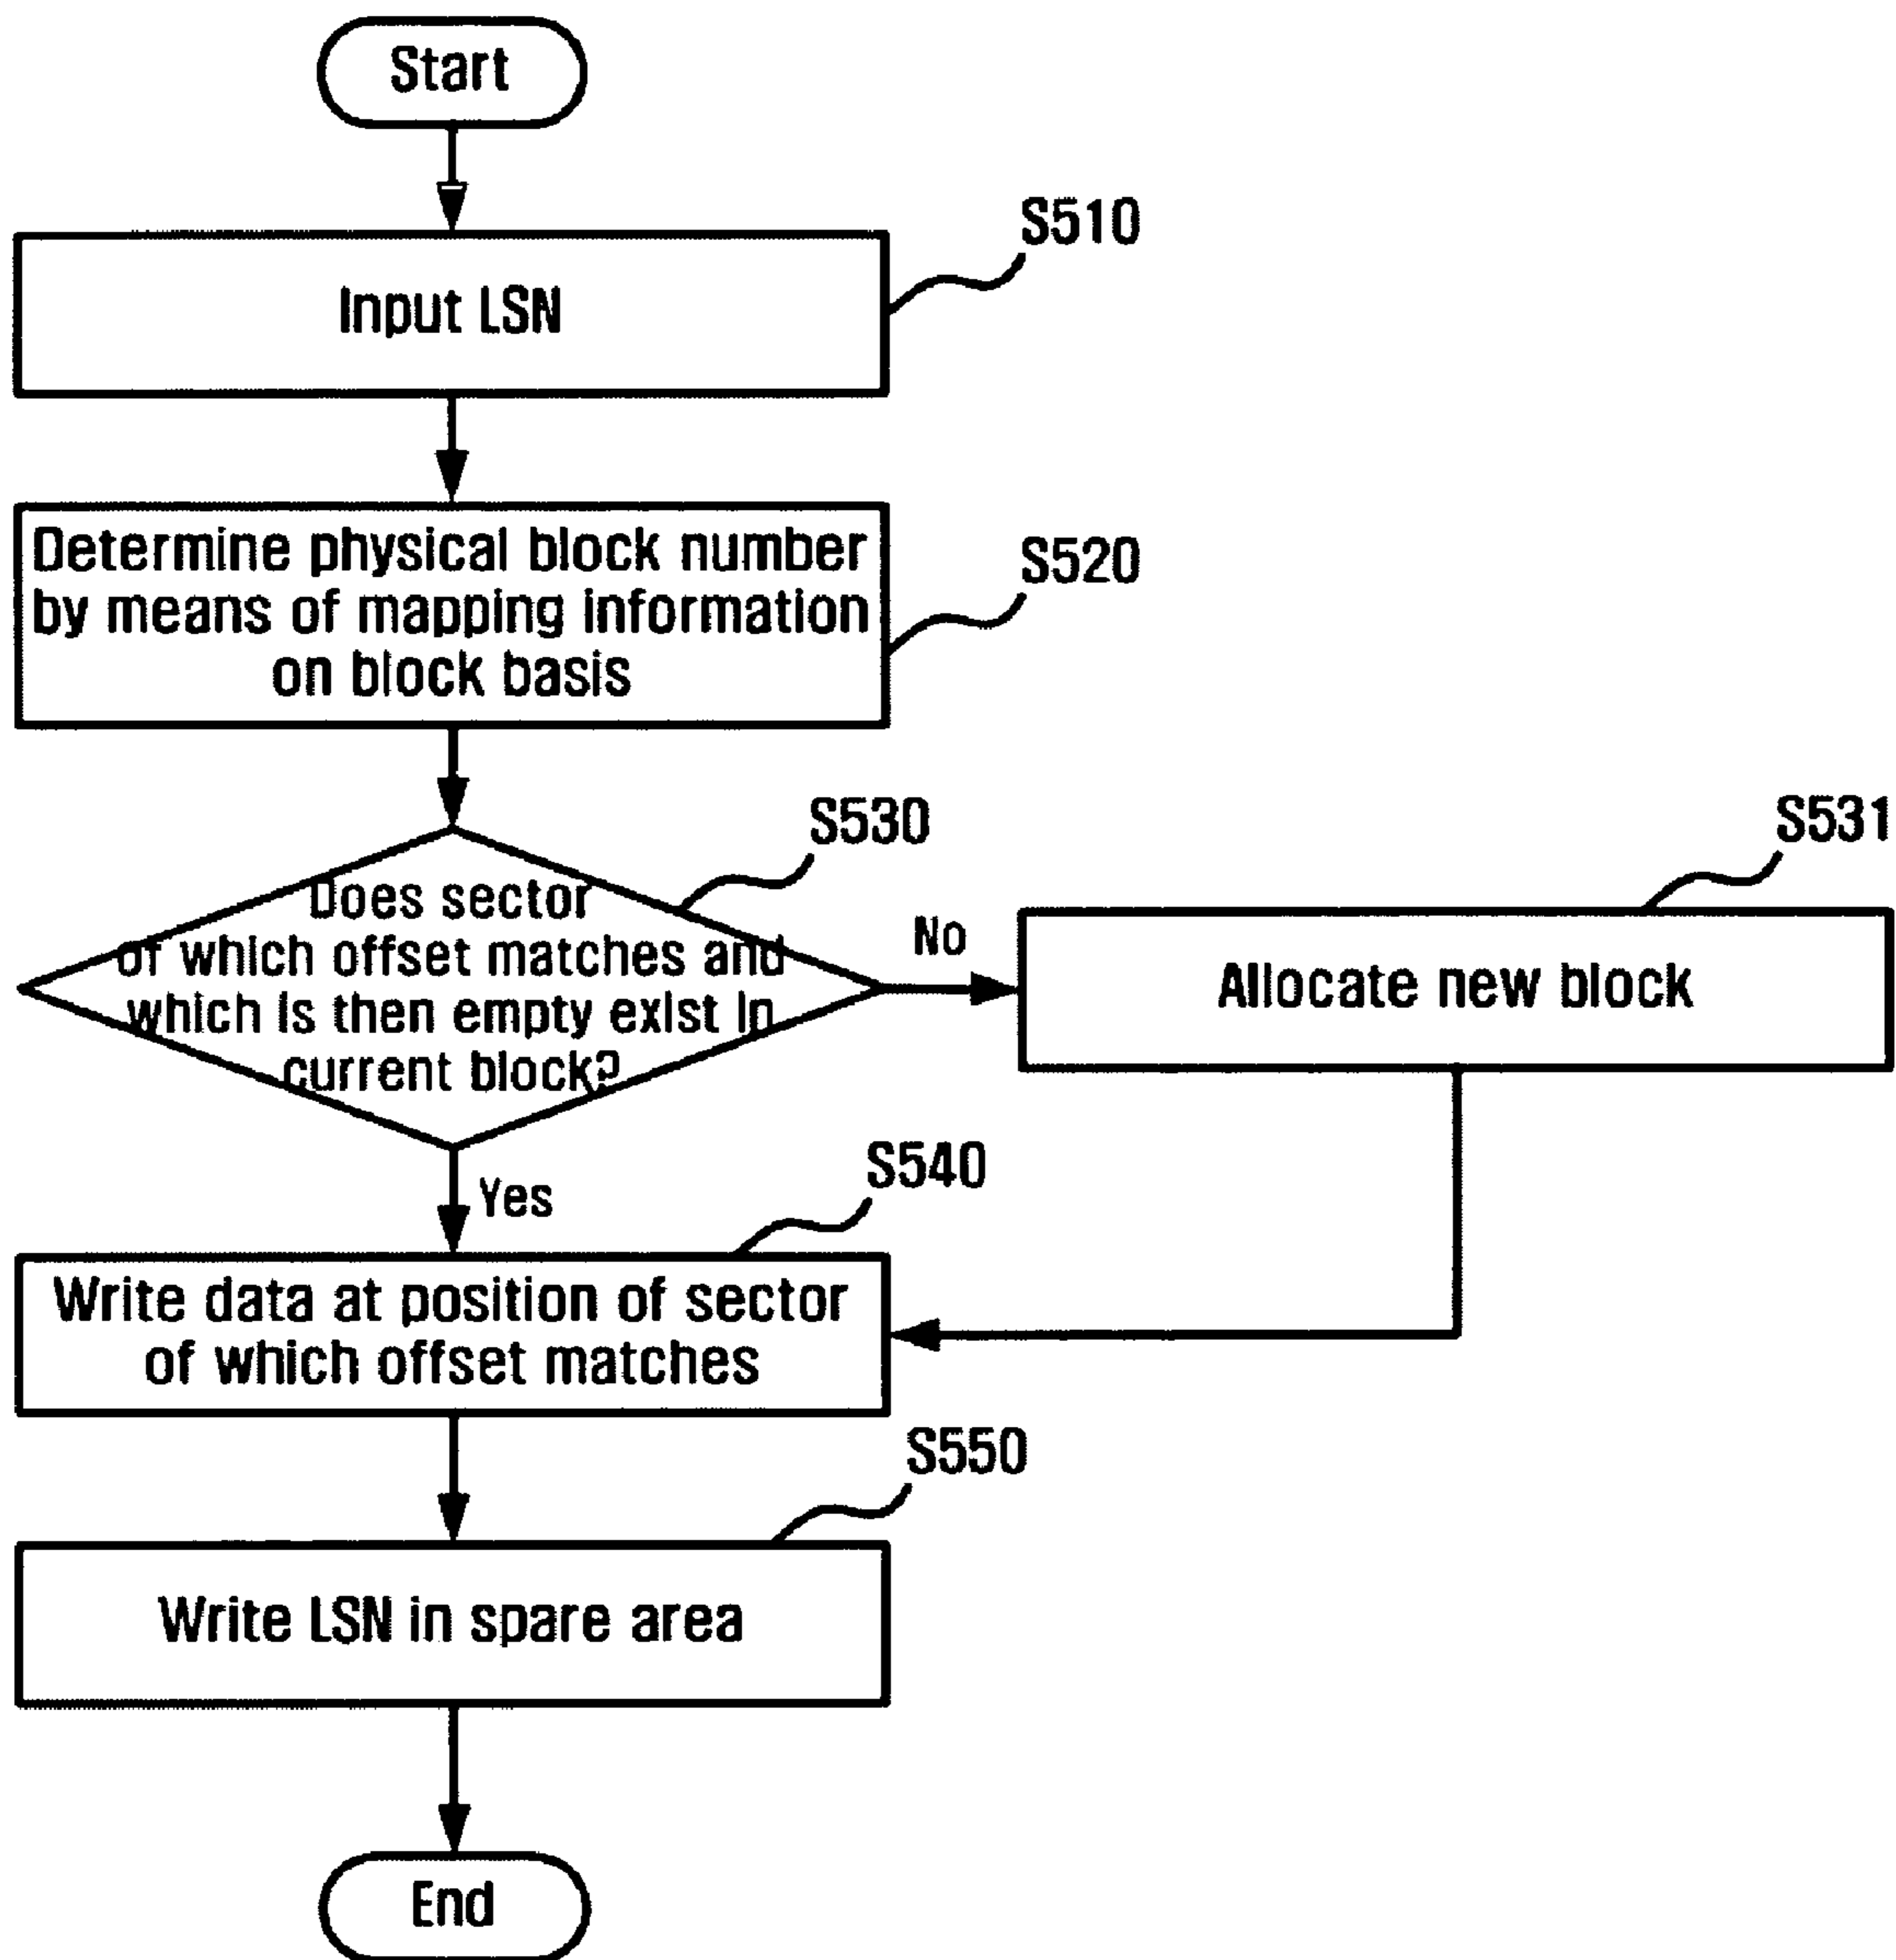 Start
S510
Input LSN
Determine physical block number
by means of mapping information
on block basis
S520
S530
Does sector
of which offset matches and
which is then empty exist in
current block?
No
S531
Allocate new block
Yes
S540
Write data at position of sector
of which offset matches
S550
Write LSN in spare area
End